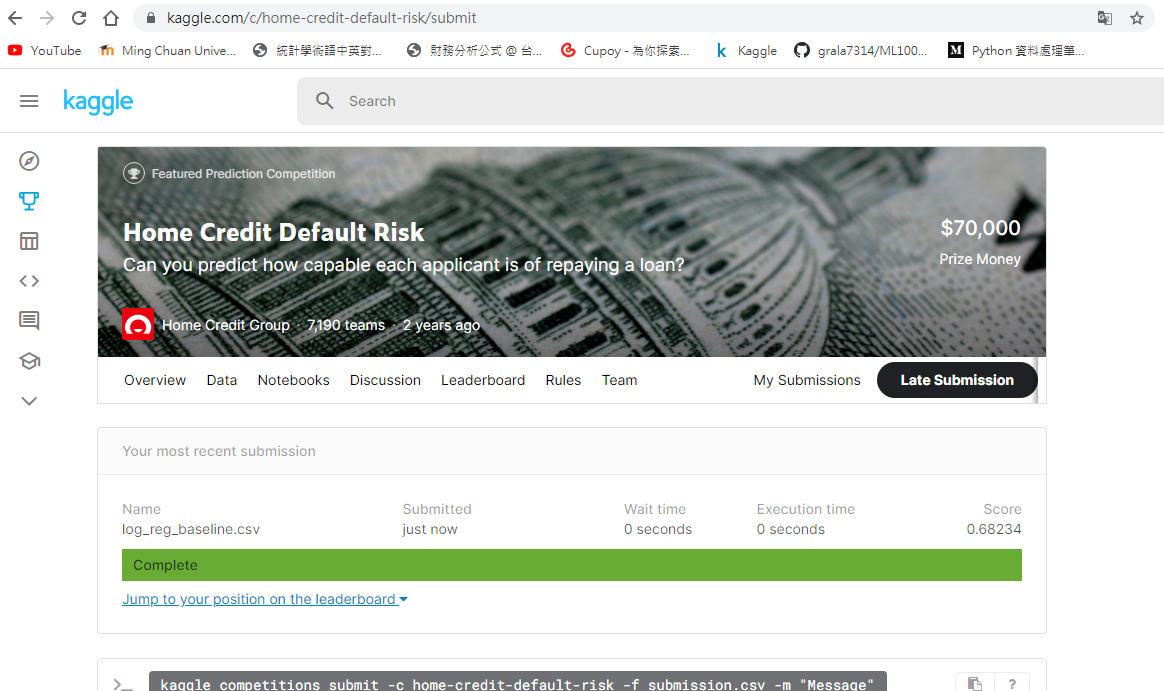 kaggle.com/c/home-credit-default-risk/submit
YouTube Ming Chuan Unive... 統計學術語中英對... 財務分析公式 @ 台... Cupoy - 為你探索... Kaggle grala7314/ML100... Python 資料處理筆...
kaggle Search
Featured Prediction Competition
Home Credit Default Risk
$70,000
Can you predict how capable each applicant is of repaying a loan?
Prize Money
Home Credit Group · 7,190 teams · 2 years ago
Overview Data Notebooks Discussion Leaderboard Rules Team My Submissions Late Submission
Your most recent submission
Name Submitted Wait time Execution time Score
log_reg_baseline.csv just now 0 seconds 0 seconds 0.68234
Complete
Jump to your position on the leaderboard
>_ kaggle competitions submit -c home-credit-default-risk -f submission.csv -m "Message" ?